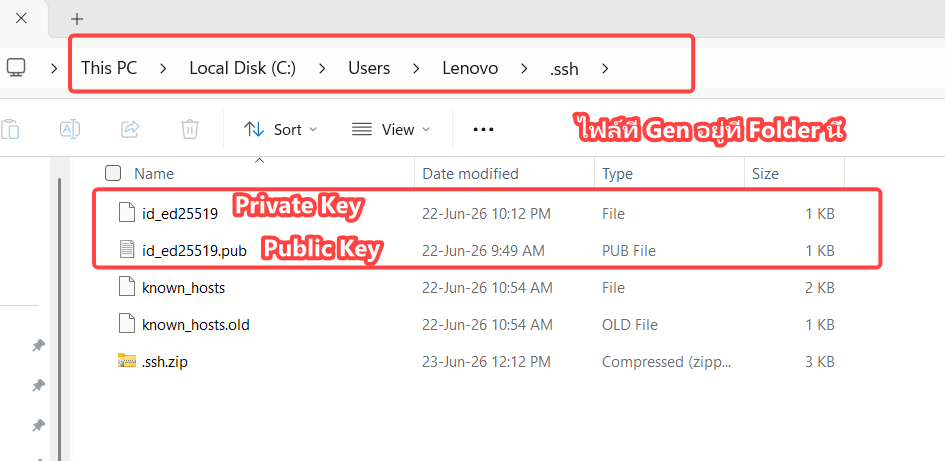 This PC > Local Disk (C:) > Users > Lenovo > .ssh >
Sort View
ไฟล์ที่ Gen อยู่ที่ Folder นี้
Name Date modified Type Size
id_ed25519 Private Key 22-Jun-26 10:12 PM File 1 KB
id_ed25519.pub Public Key 22-Jun-26 9:49 AM PUB File 1 KB
known_hosts 22-Jun-26 10:54 AM File 2 KB
known_hosts.old 22-Jun-26 10:54 AM OLD File 1 KB
.ssh.zip 23-Jun-26 12:12 PM Compressed (zipp... 3 KB